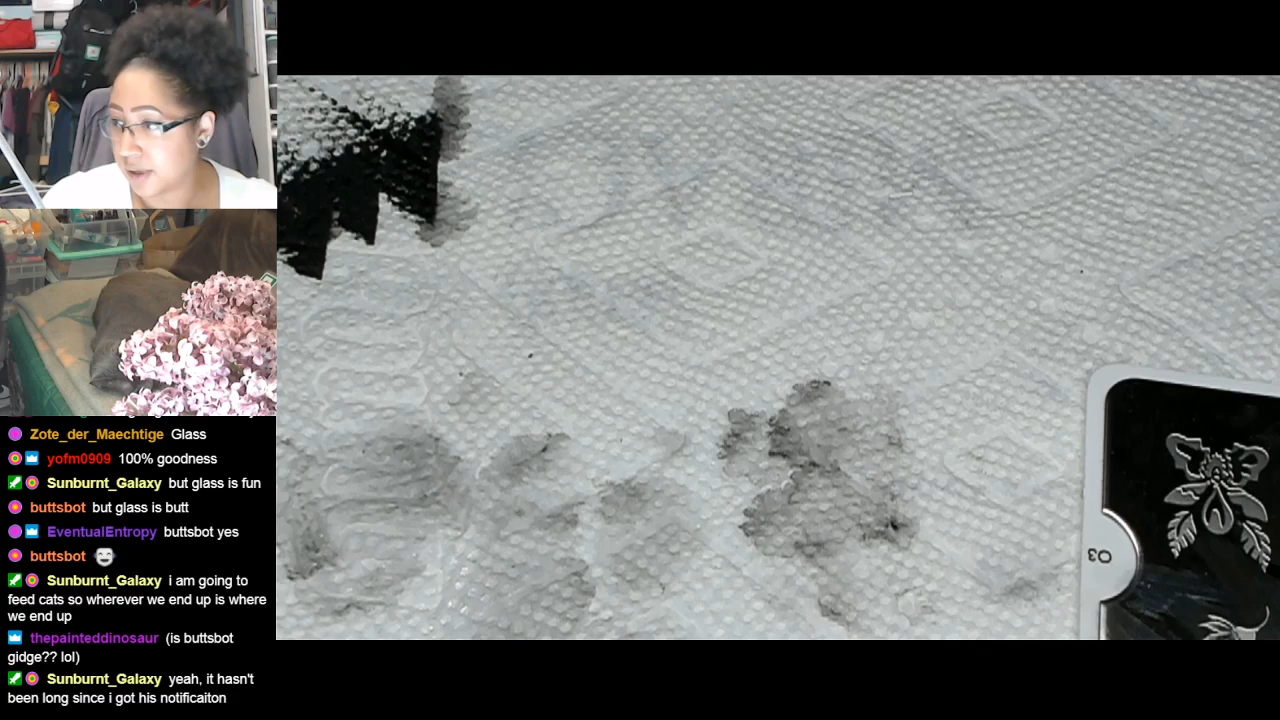 Zote_der_Maechtige Glass
yofm0909 100% goodness
Sunburnt_Galaxy but glass is fun
buttsbot but glass is butt
EventualEntropy buttsbot yes
buttsbot
Sunburnt_Galaxy i am going to
feed cats so wherever we end up is where
we end up
thepainteddinosaur (is buttsbot
gidge?? lol)
Sunburnt_Galaxy yeah, it hasn't
been long since i got his notificaiton
03